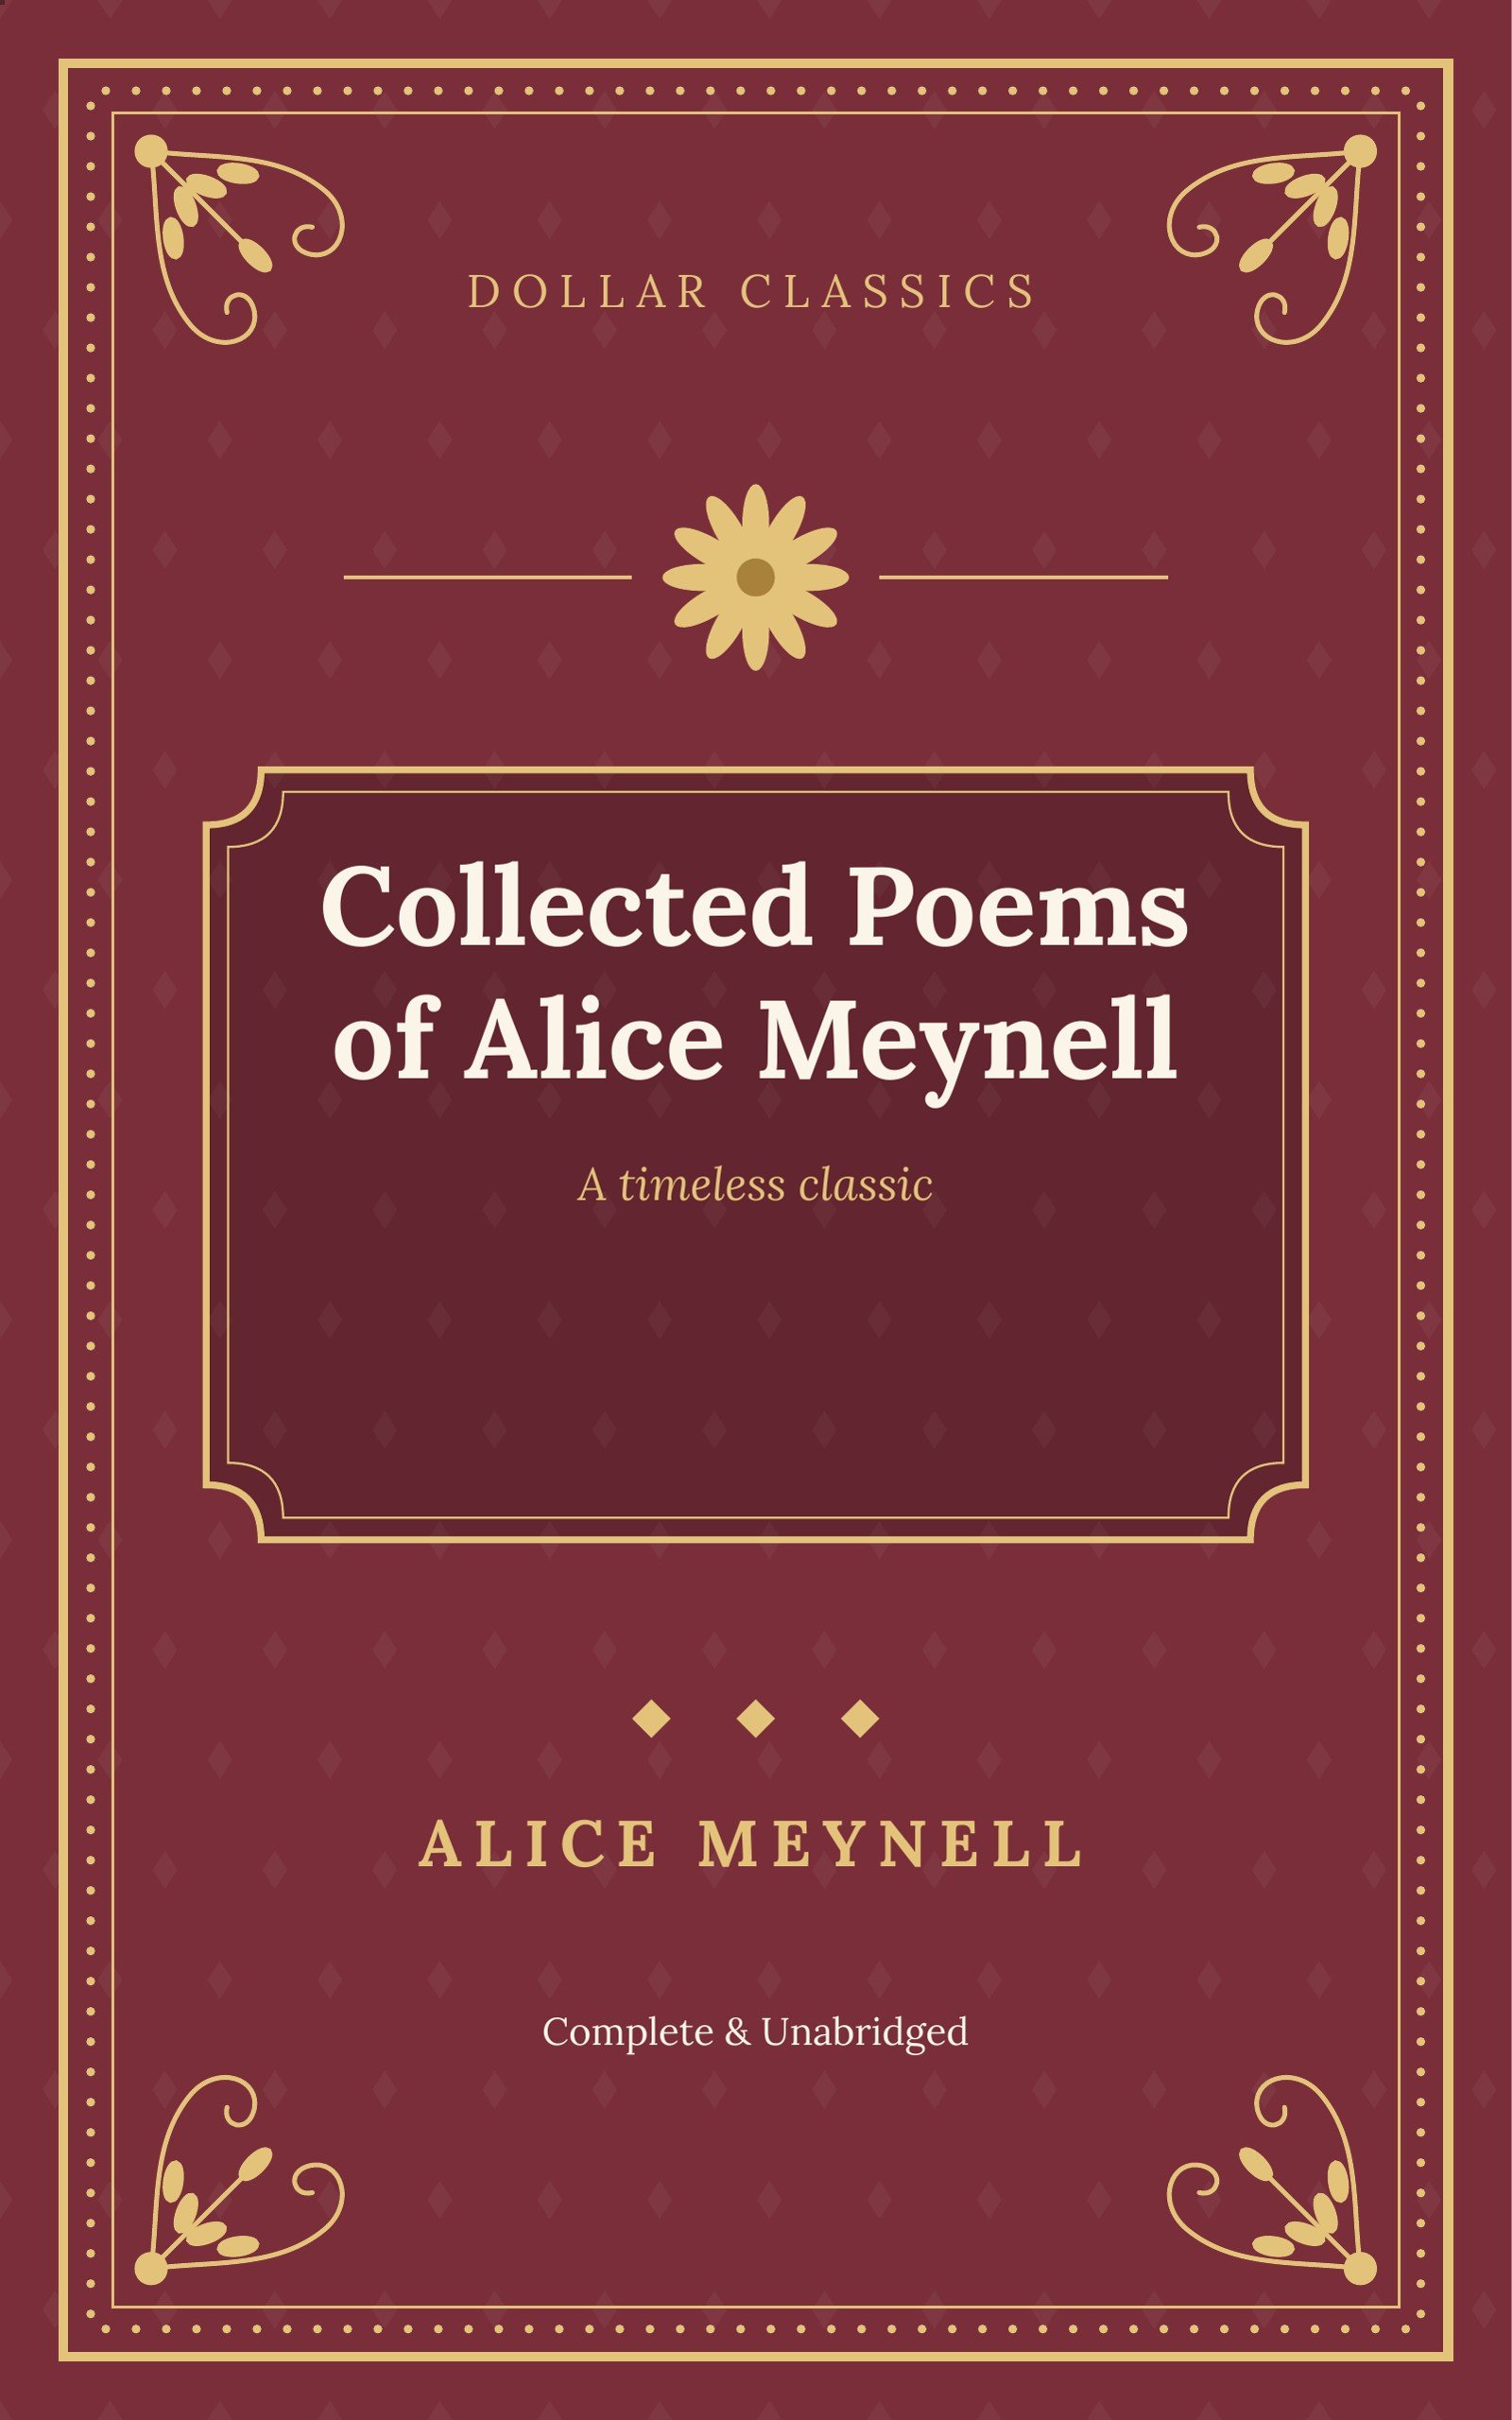 DOLLAR CLASSICS
Collected Poems
of Alice Meynell
A timeless classic
ALICE MEYNELL
Complete & Unabridged